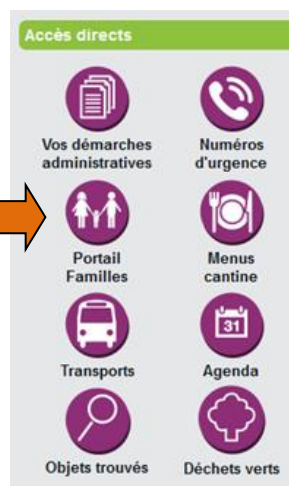 Accès directs
Vos démarches
administratives
Numéros
d'urgence
Portail
Familles
Menus
cantine
31
Transports
Agenda
Objets trouvés
Déchets verts